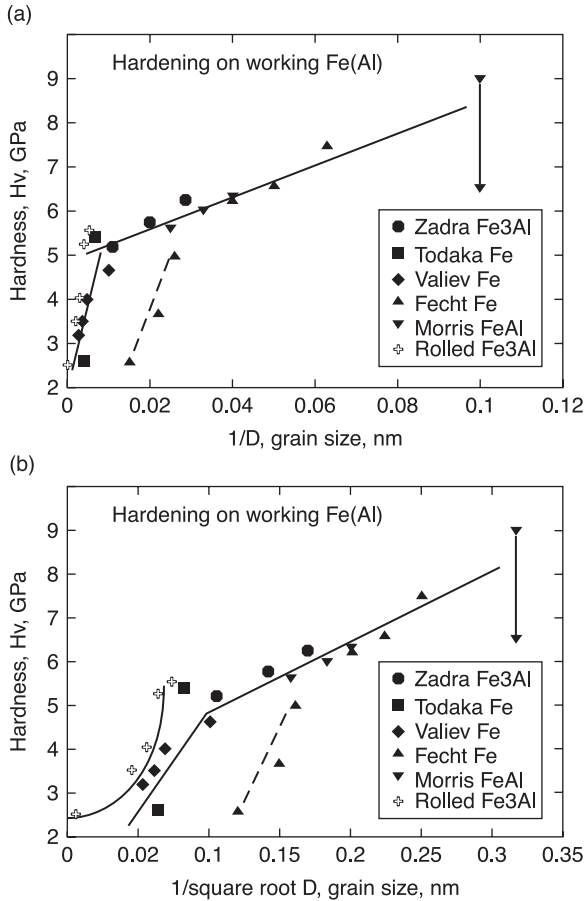 (a)
Hardening on working Fe(Al)
Hardness, Hv, GPa
9
8
7
6
5
4
3
2
0
0.02
0.04
0.06
0.08
0.1
0.12
Zadra Fe3Al
Todaka Fe
Valiev Fe
Fecht Fe
Morris FeAl
Rolled Fe3Al
1/D, grain size, nm
(b)
Hardening on working Fe(Al)
Hardness, Hv, GPa
9
8
7
6
5
4
3
2
0
0.02
0.1
0.15
0.2
0.25
0.3
0.35
Zadra Fe3Al
Todaka Fe
Valiev Fe
Fecht Fe
Morris FeAl
Rolled Fe3Al
1/square root D, grain size, nm